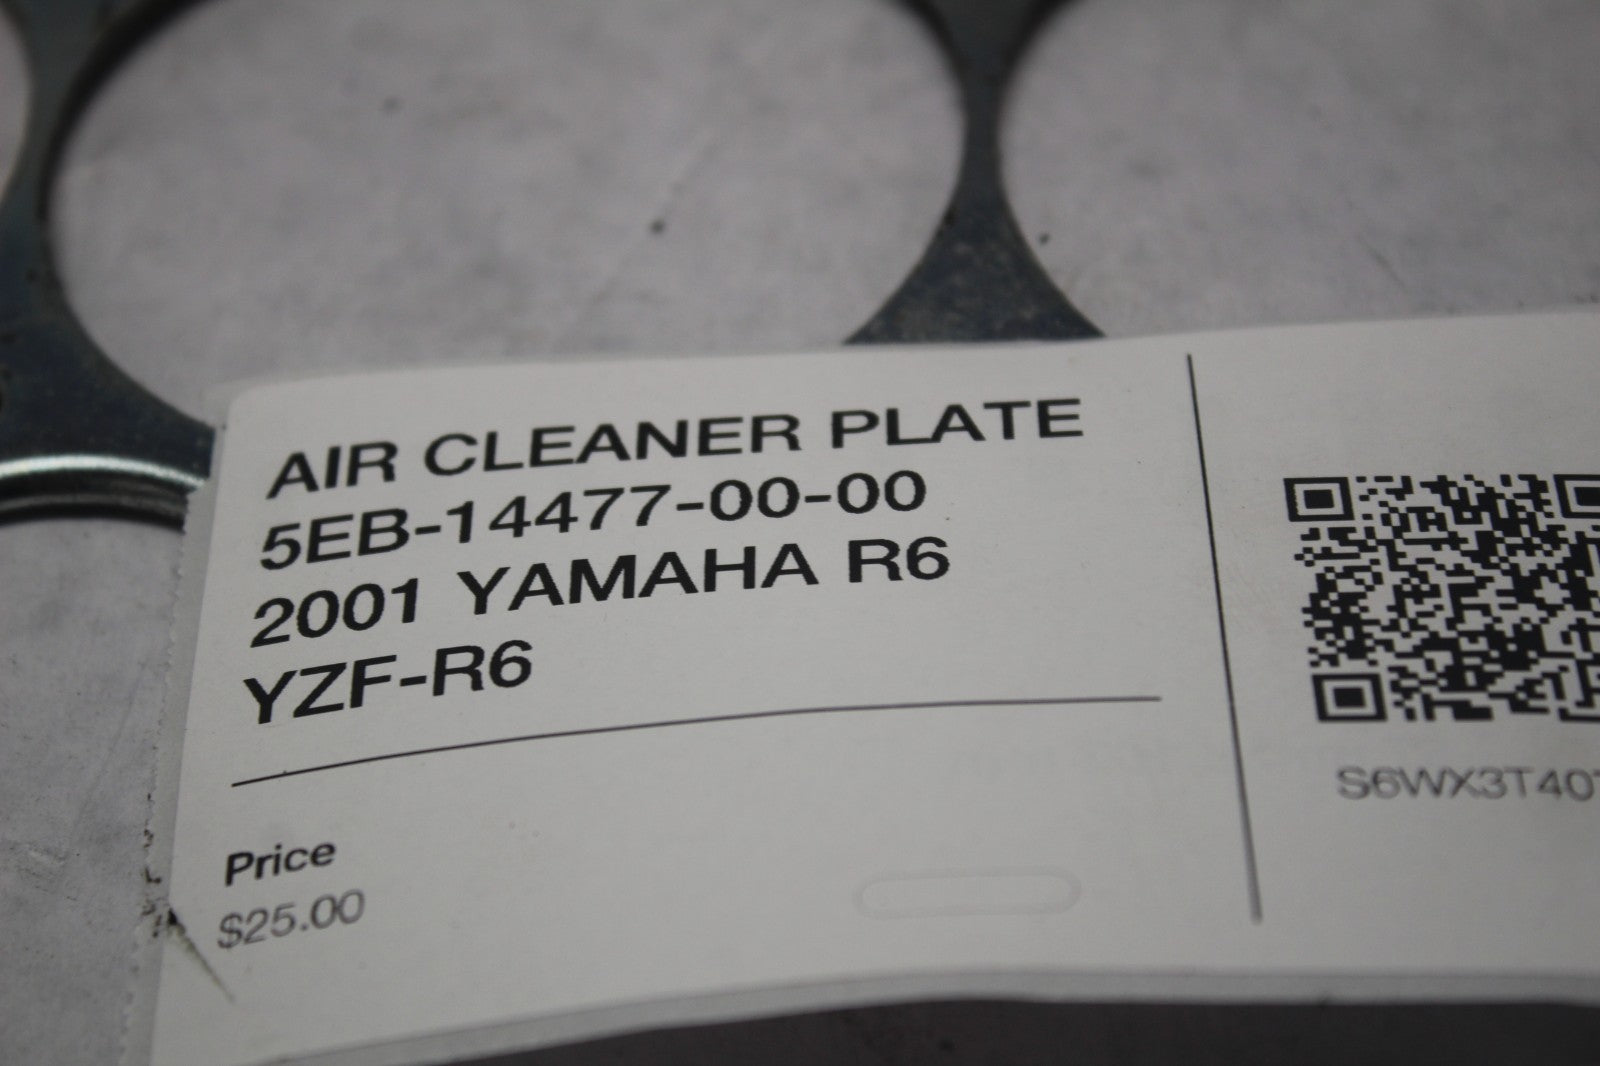 AIR CLEANER PLATE
5EB-14477-00-00
2001 YAMAHA R6
YZF-R6
Price
$25.00